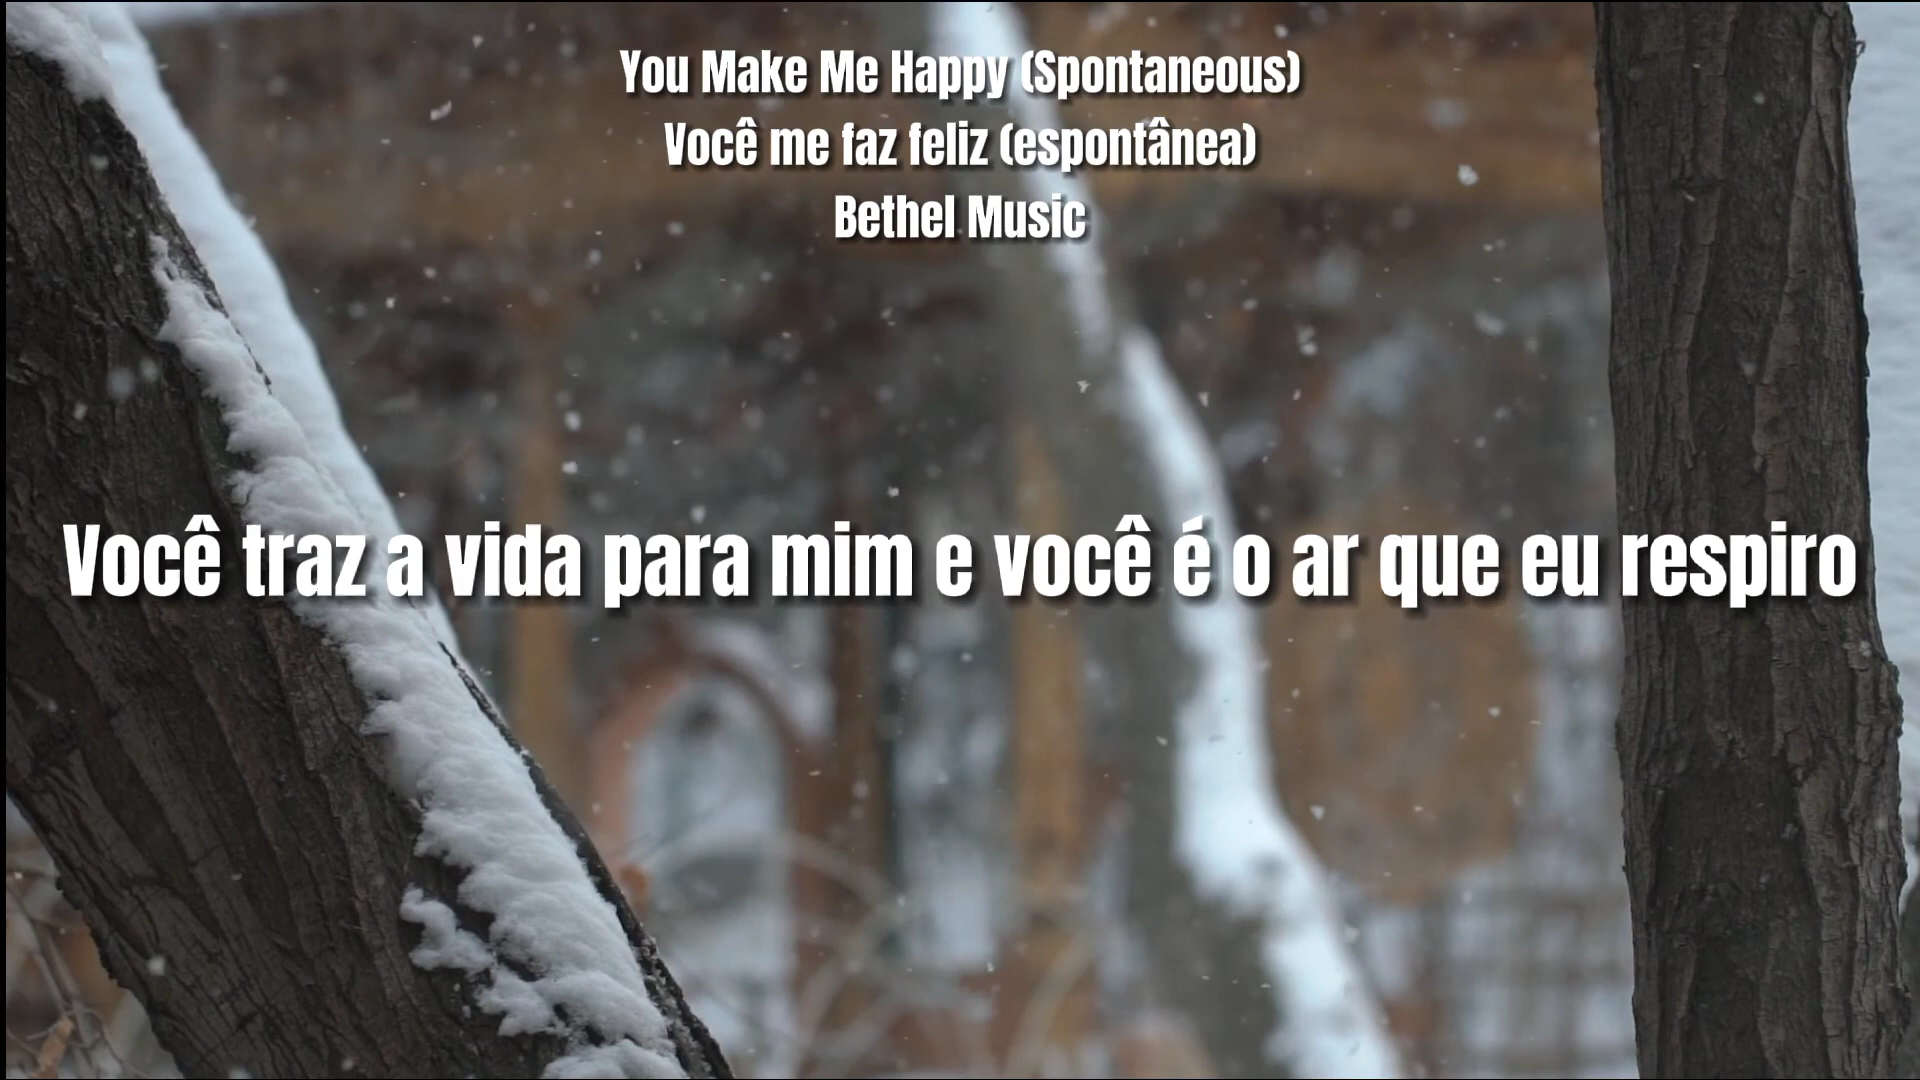 You Make Me Happy (Spontaneous)
Você me faz feliz (espontânea)
Bethel Music
Você traz a vida para mim e você é o ar que eu respiro